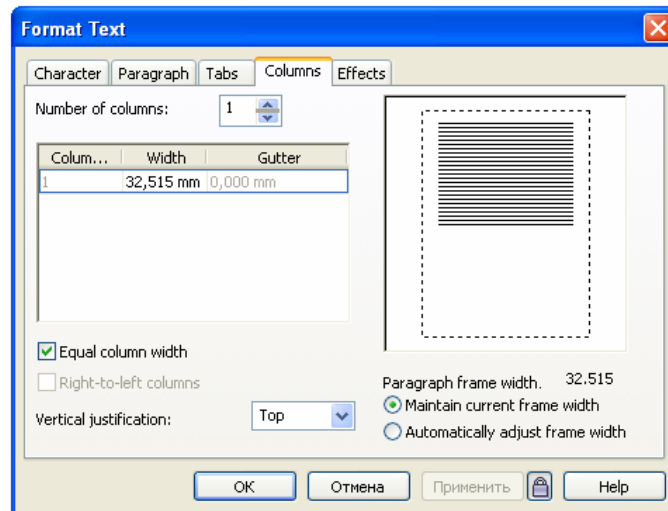 Format Text
Character Paragraph Tabs Columns Effects
Number of columns: 1
Colum... Width Gutter
1 32,515 mm 0,000 mm
Equal column width
Right-to-left columns
Vertical justification: Top
Paragraph frame width. 32.515
Maintain current frame width
Automatically adjust frame width
OK Отмена Применить Help